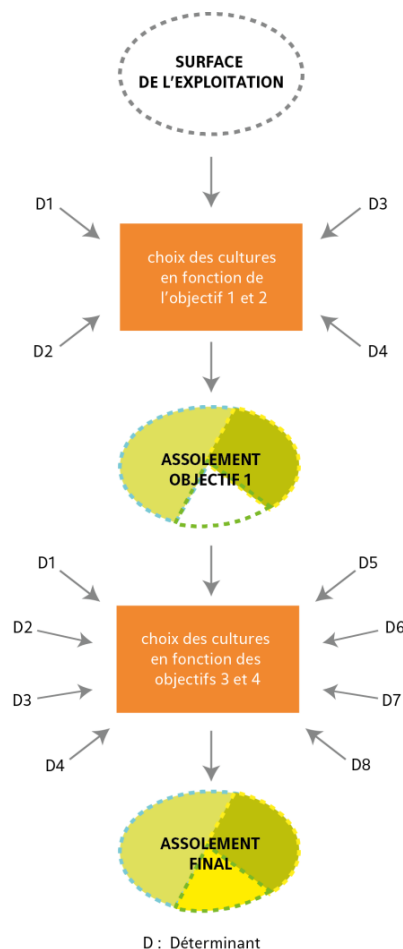 SURFACE
DE L'EXPLOITATION
D1
D3
choix des cultures
en fonction de
l'objectif 1 et 2
D2
D4
ASSOLEMENT
OBJECTIF 1
D1
D5
D2
D6
choix des cultures
en fonction des
objectifs 3 et 4
D3
D7
D4
D8
ASSOLEMENT
FINAL
D : Déterminant